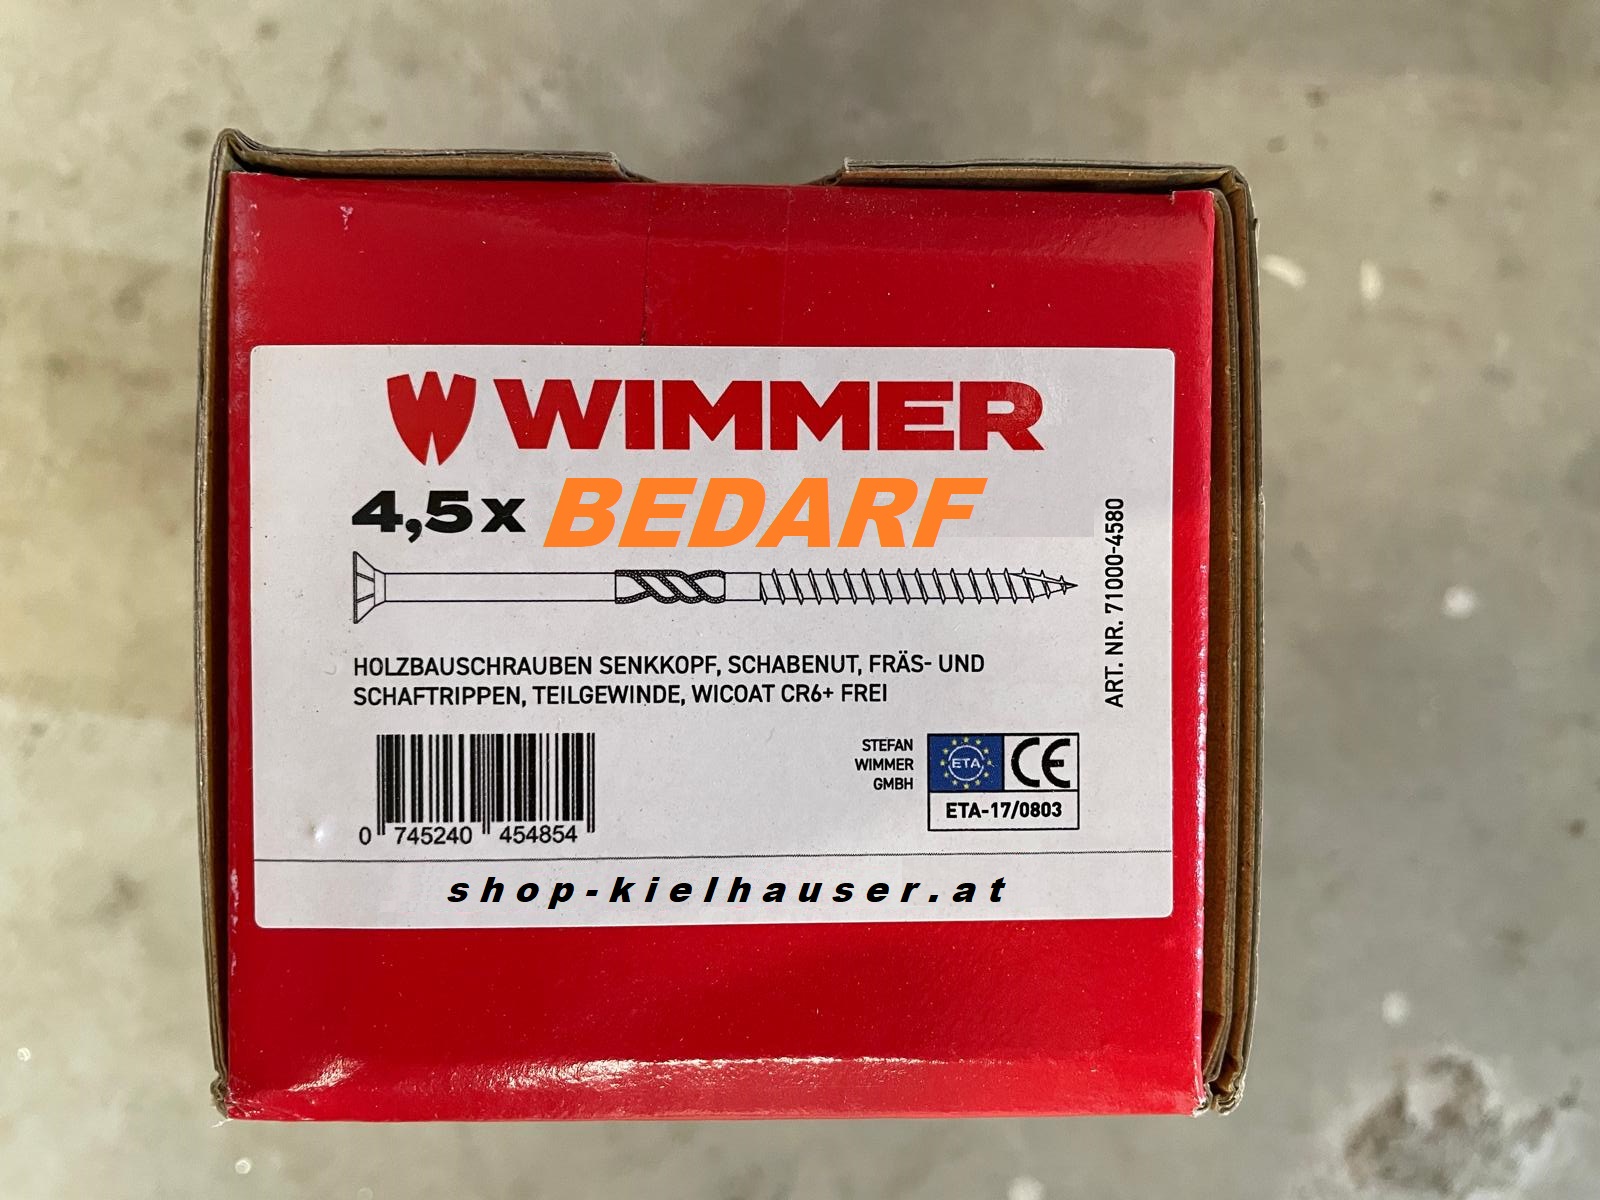 WIMMER
4,5x BEDARF
HOLZBAUSCHRAUBEN SENKKOPF, SCHABENUT, FRÄS- UND
SCHAFTRIPPEN, TEILGEWINDE, WICOAT CR6+ FREI
ART. NR. 71000-4580
0 745240 454854
STEFAN
WIMMER
GMBH
ETA
CE
ETA-17/0803
shop-kielhauser.at